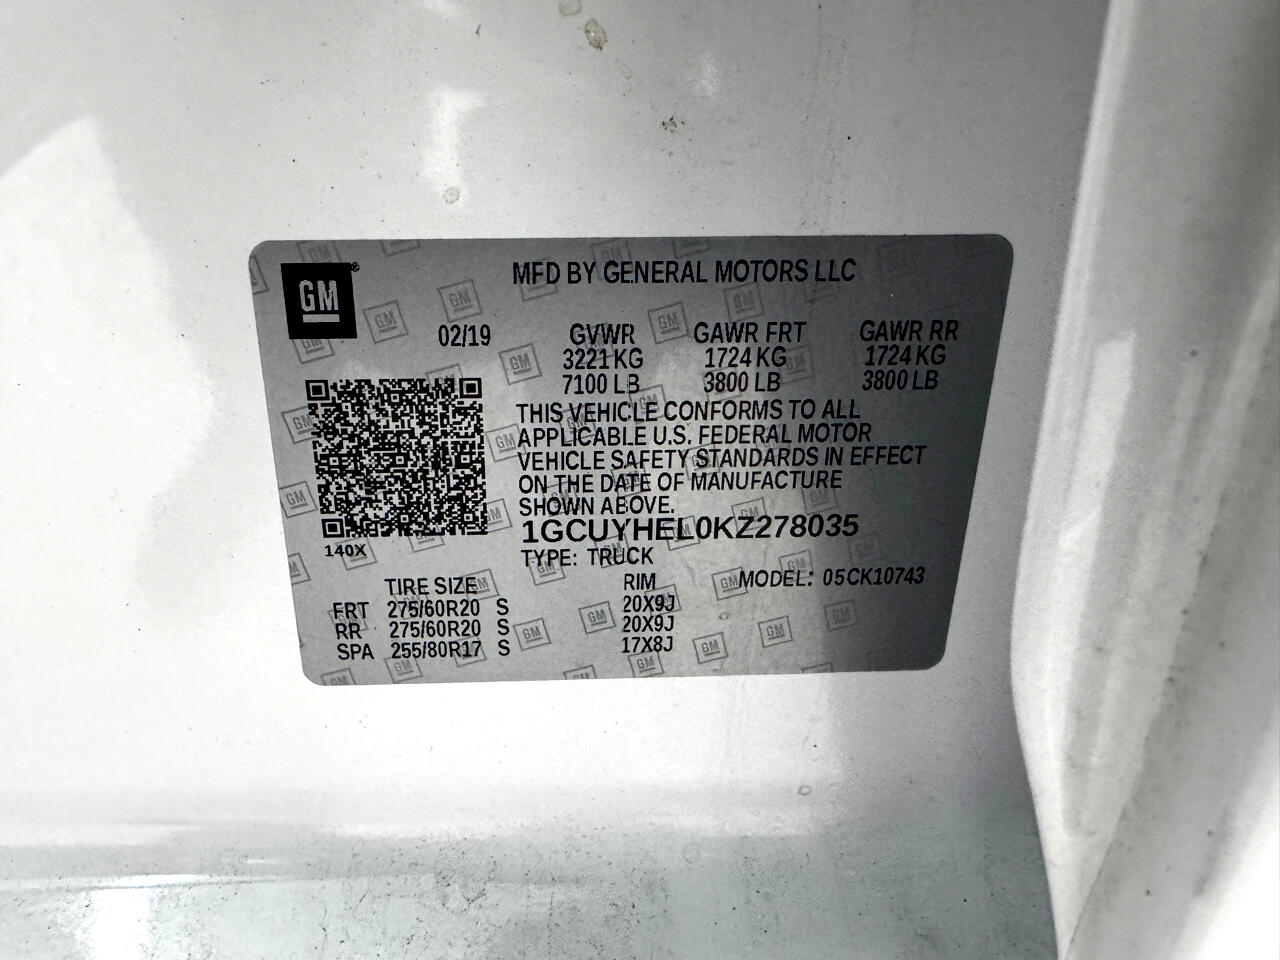 GM
MFD BY GENERAL MOTORS LLC
02/19 GVWR GAWR FRT GAWR RR
3221 KG 1724 KG 1724 KG
7100 LB 3800 LB 3800 LB
THIS VEHICLE CONFORMS TO ALL
APPLICABLE U.S. FEDERAL MOTOR
VEHICLE SAFETY STANDARDS IN EFFECT
ON THE DATE OF MANUFACTURE
SHOWN ABOVE.
1GCUYHEL0KZ278035
140X
TYPE: TRUCK
MODEL: 05CK10743
TIRE SIZE RIM
FRT 275/60R20 S 20X9J
RR 275/60R20 S 20X9J
SPA 255/80R17 S 17X8J